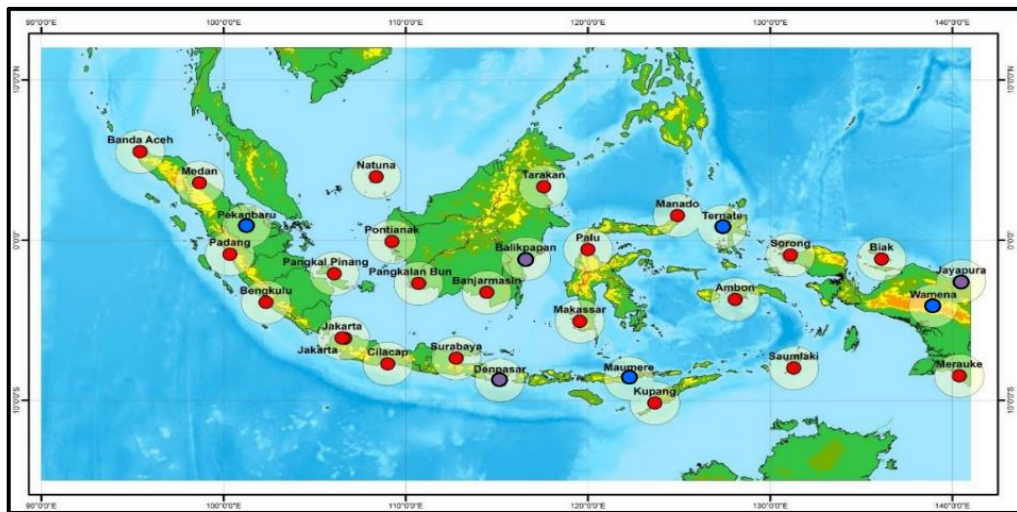 90°0'0"E 100°0'0"E 110°0'0"E 120°0'0"E 130°0'0"E 140°0'0"E
10°0'0"N 10°0'0"N
Banda Aceh
Medan
Natuna
Tarakan
Pekanbaru
Manado
Ternate
Pontianak
Padang
Palu
Balikpapan
Sorong
Biak
Pangkal Pinang
Pangkalan Bun
Banjarmasin
Jayapura
Bengkulu
Ambon
Wamena
Makassar
Jakarta
Jakarta
Cilacap
Surabaya
Denpasar
Maumere
Saumlaki
Merauke
Kupang
0°0'0" 0°0'0"
10°0'0"S 10°0'0"S
90°0'0"E 100°0'0"E 110°0'0"E 120°0'0"E 130°0'0"E 140°0'0"E